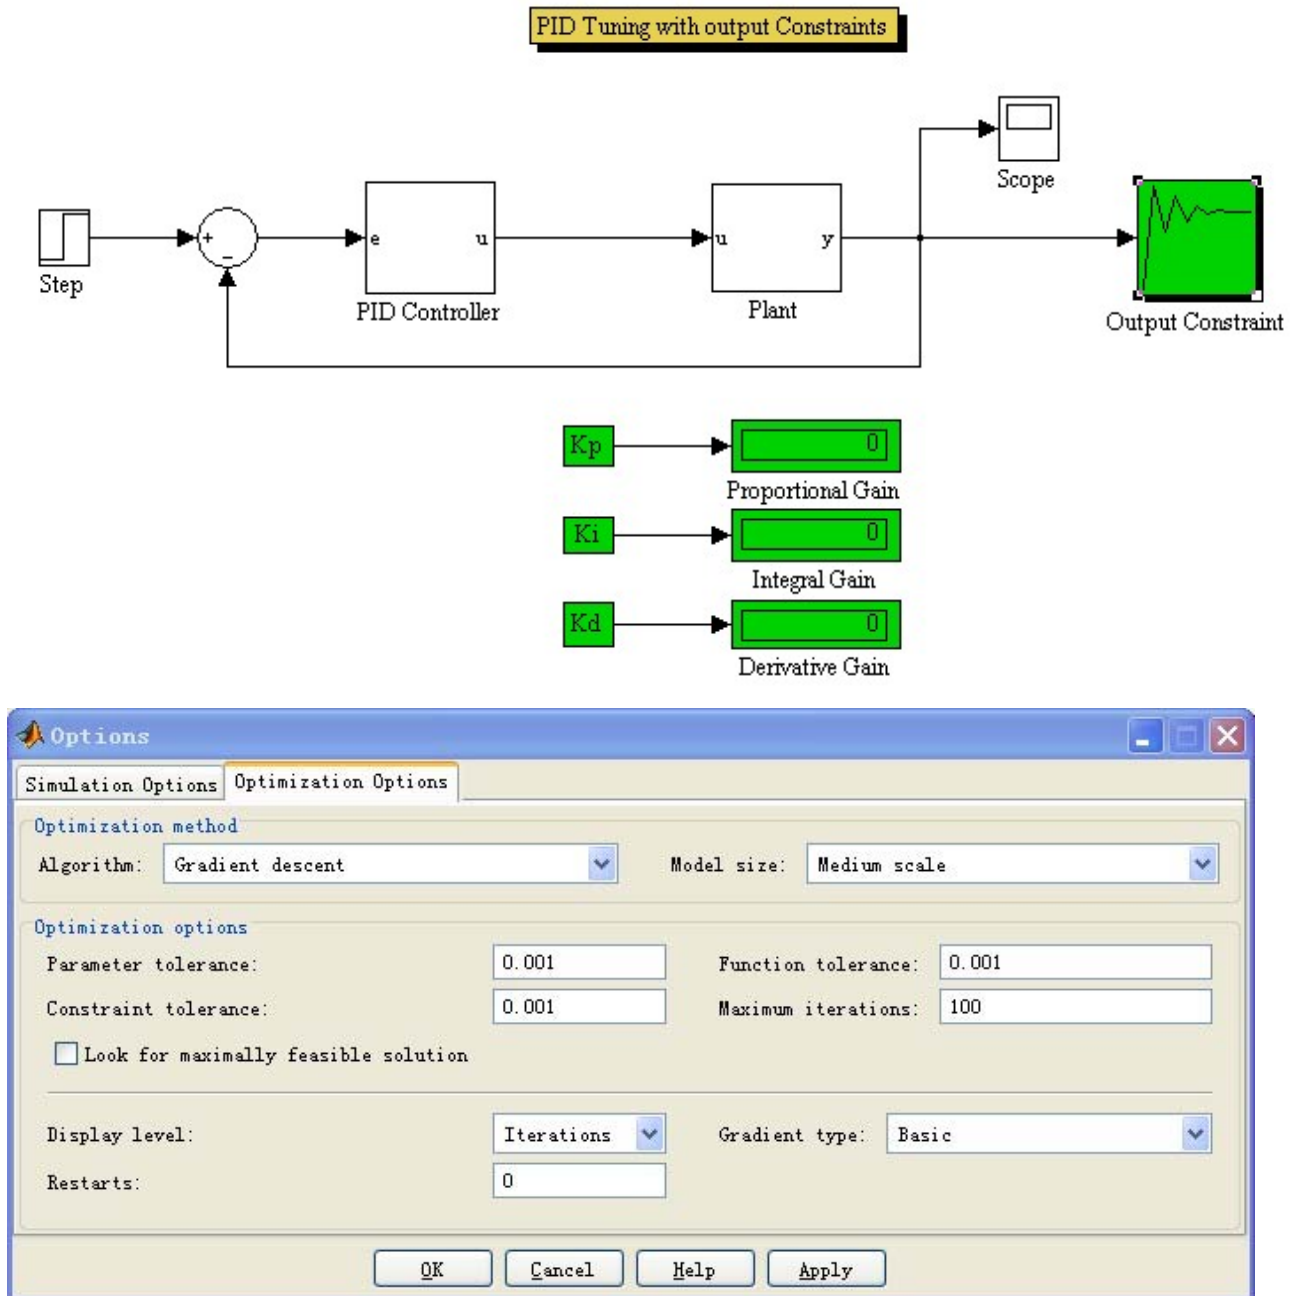 PID Tuning with output Constraints
Scope
+
−
e u
u y
Step
PID Controller
Plant
Output Constraint
Kp 0
Proportional Gain
Ki 0
Integral Gain
Kd 0
Derivative Gain
Options
Simulation Options Optimization Options
Optimization method
Algorithm: Gradient descent Model size: Medium scale
Optimization options
Parameter tolerance: 0.001 Function tolerance: 0.001
Constraint tolerance: 0.001 Maximum iterations: 100
Look for maximally feasible solution
Display level: Iterations Gradient type: Basic
Restarts: 0
OK Cancel Help Apply